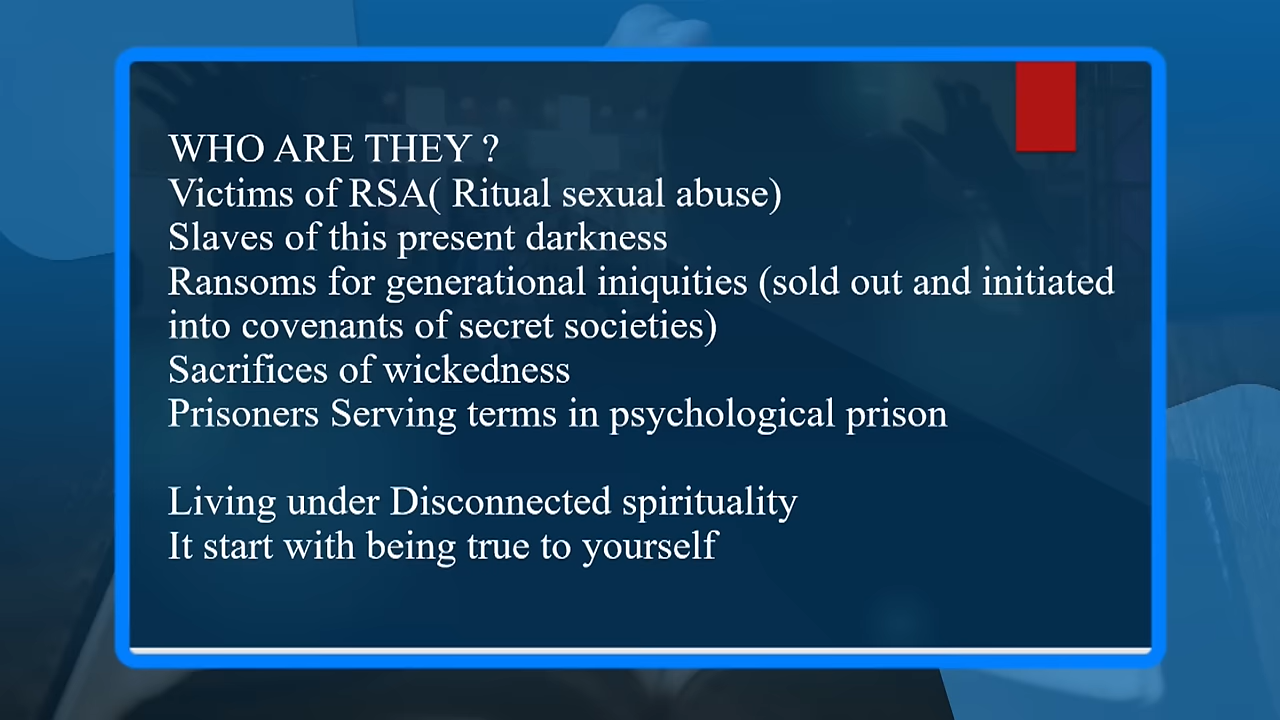 WHO ARE THEY ?
Victims of RSA( Ritual sexual abuse)
Slaves of this present darkness
Ransoms for generational iniquities (sold out and initiated
into covenants of secret societies)
Sacrifices of wickedness
Prisoners Serving terms in psychological prison
Living under Disconnected spirituality
It start with being true to yourself